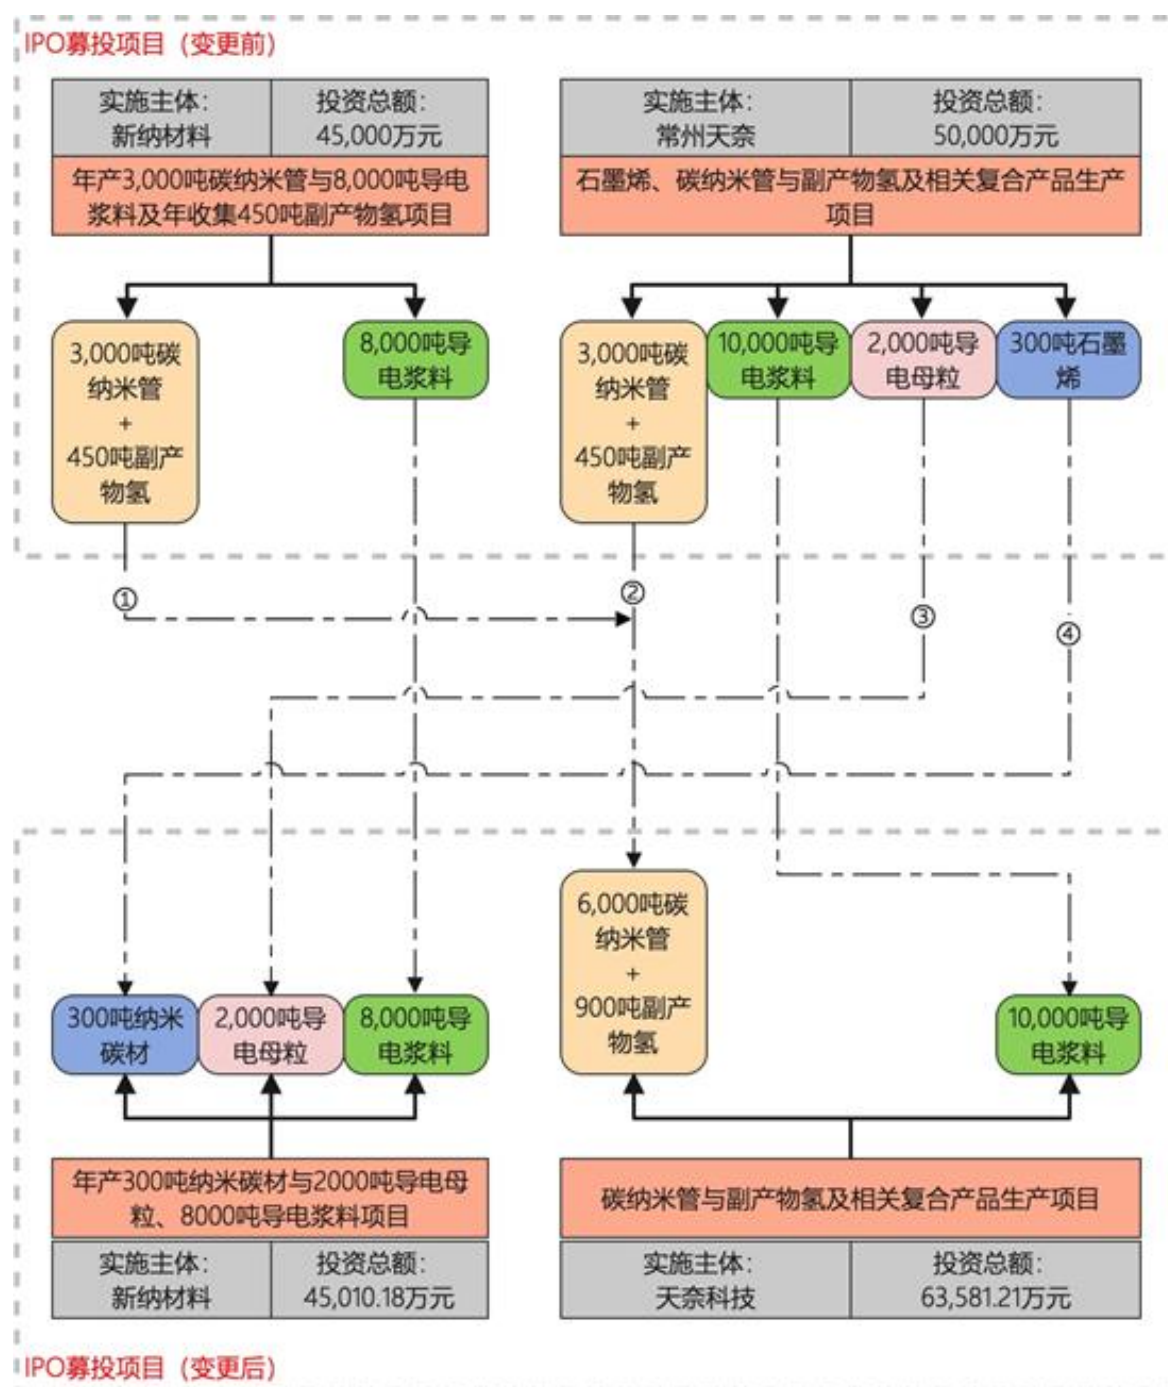 IPO募投项目（变更前）
实施主体：
新纳材料
投资总额：
45,000万元
年产3,000吨碳纳米管与8,000吨导电
浆料及年收集450吨副产物氢项目
实施主体：
常州天奈
投资总额：
50,000万元
石墨烯、碳纳米管与副产物氢及相关复合产品生产
项目
3,000吨碳
纳米管
+
450吨副产
物氢
8,000吨导
电浆料
3,000吨碳
纳米管
+
450吨副产
物氢
10,000吨导
电浆料
2,000吨导
电母粒
300吨石墨
烯
①
②
③
④
300吨纳米
碳材
2,000吨导
电母粒
8,000吨导
电浆料
6,000吨碳
纳米管
+
900吨副产
物氢
10,000吨导
电浆料
年产300吨纳米碳材与2000吨导电母
粒、8000吨导电浆料项目
实施主体：
新纳材料
投资总额：
45,010.18万元
碳纳米管与副产物氢及相关复合产品生产项目
实施主体：
天奈科技
投资总额：
63,581.21万元
IPO募投项目（变更后）